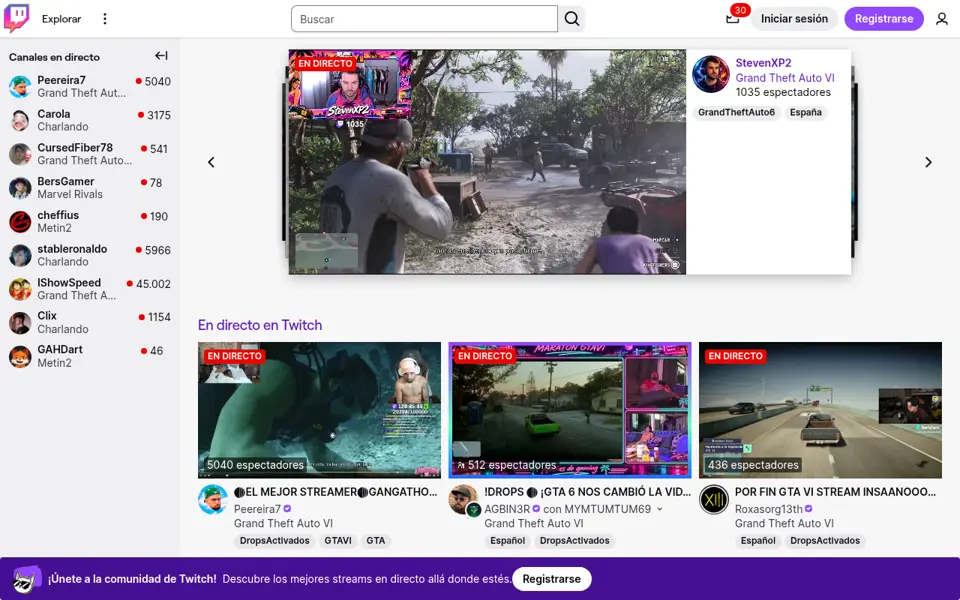 Explorar
Buscar
30
Iniciar sesión
Registrarse
Canales en directo
Peereira7
5040
Grand Theft Aut...
Carola
3175
Charlando
CursedFiber78
541
Grand Theft Auto...
BersGamer
78
Marvel Rivals
cheffius
190
Metin2
stableronaldo
5966
Charlando
IShowSpeed
45.002
Grand Theft A...
Clix
1154
Charlando
GAHDart
46
Metin2
EN DIRECTO
StevenXP2
1035
MARCAR
StevenXP2
Grand Theft Auto VI
1035 espectadores
GrandTheftAuto6
España
En directo en Twitch
EN DIRECTO
5040 espectadores
EL MEJOR STREAMER GANGATHO...
Peereira7
Grand Theft Auto VI
DropsActivados
GTAVI
GTA
EN DIRECTO
MARATON GTAVI
512 espectadores
es de gaming
!DROPS ¡GTA 6 NOS CAMBIÓ LA VID...
AGBIN3R con MYMTUMTUM69
Grand Theft Auto VI
Español
DropsActivados
EN DIRECTO
436 espectadores
XIII
POR FIN GTA VI STREAM INSAANOOO...
Roxasorg13th
Grand Theft Auto VI
Español
DropsActivados
¡Únete a la comunidad de Twitch! Descubre los mejores streams en directo allá donde estés.
Registrarse